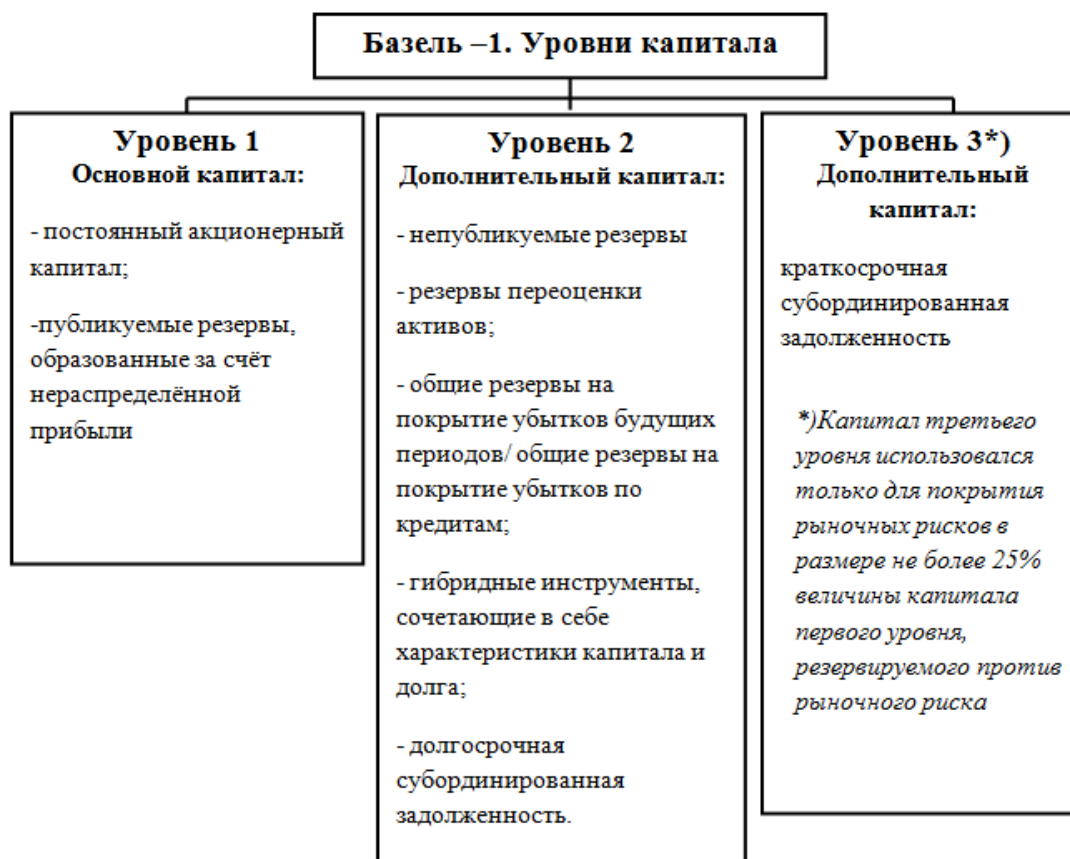 Базель –1. Уровни капитала
Уровень 1
Основной капитал:
- постоянный акционерный
капитал;
-публикуемые резервы,
образованные за счёт
нераспределённой
прибыли
Уровень 2
Дополнительный капитал:
- непубликуемые резервы
- резервы переоценки
активов;
- общие резервы на
покрытие убытков будущих
периодов/ общие резервы на
покрытие убытков по
кредитам;
- гибридные инструменты,
сочетающие в себе
характеристики капитала и
долга;
- долгосрочная
субординированная
задолженность.
Уровень 3*)
Дополнительный
капитал:
краткосрочная
субординированная
задолженность
*)Капитал третьего
уровня использовался
только для покрытия
рыночных рисков в
размере не более 25%
величины капитала
первого уровня,
резервируемого против
рыночного риска